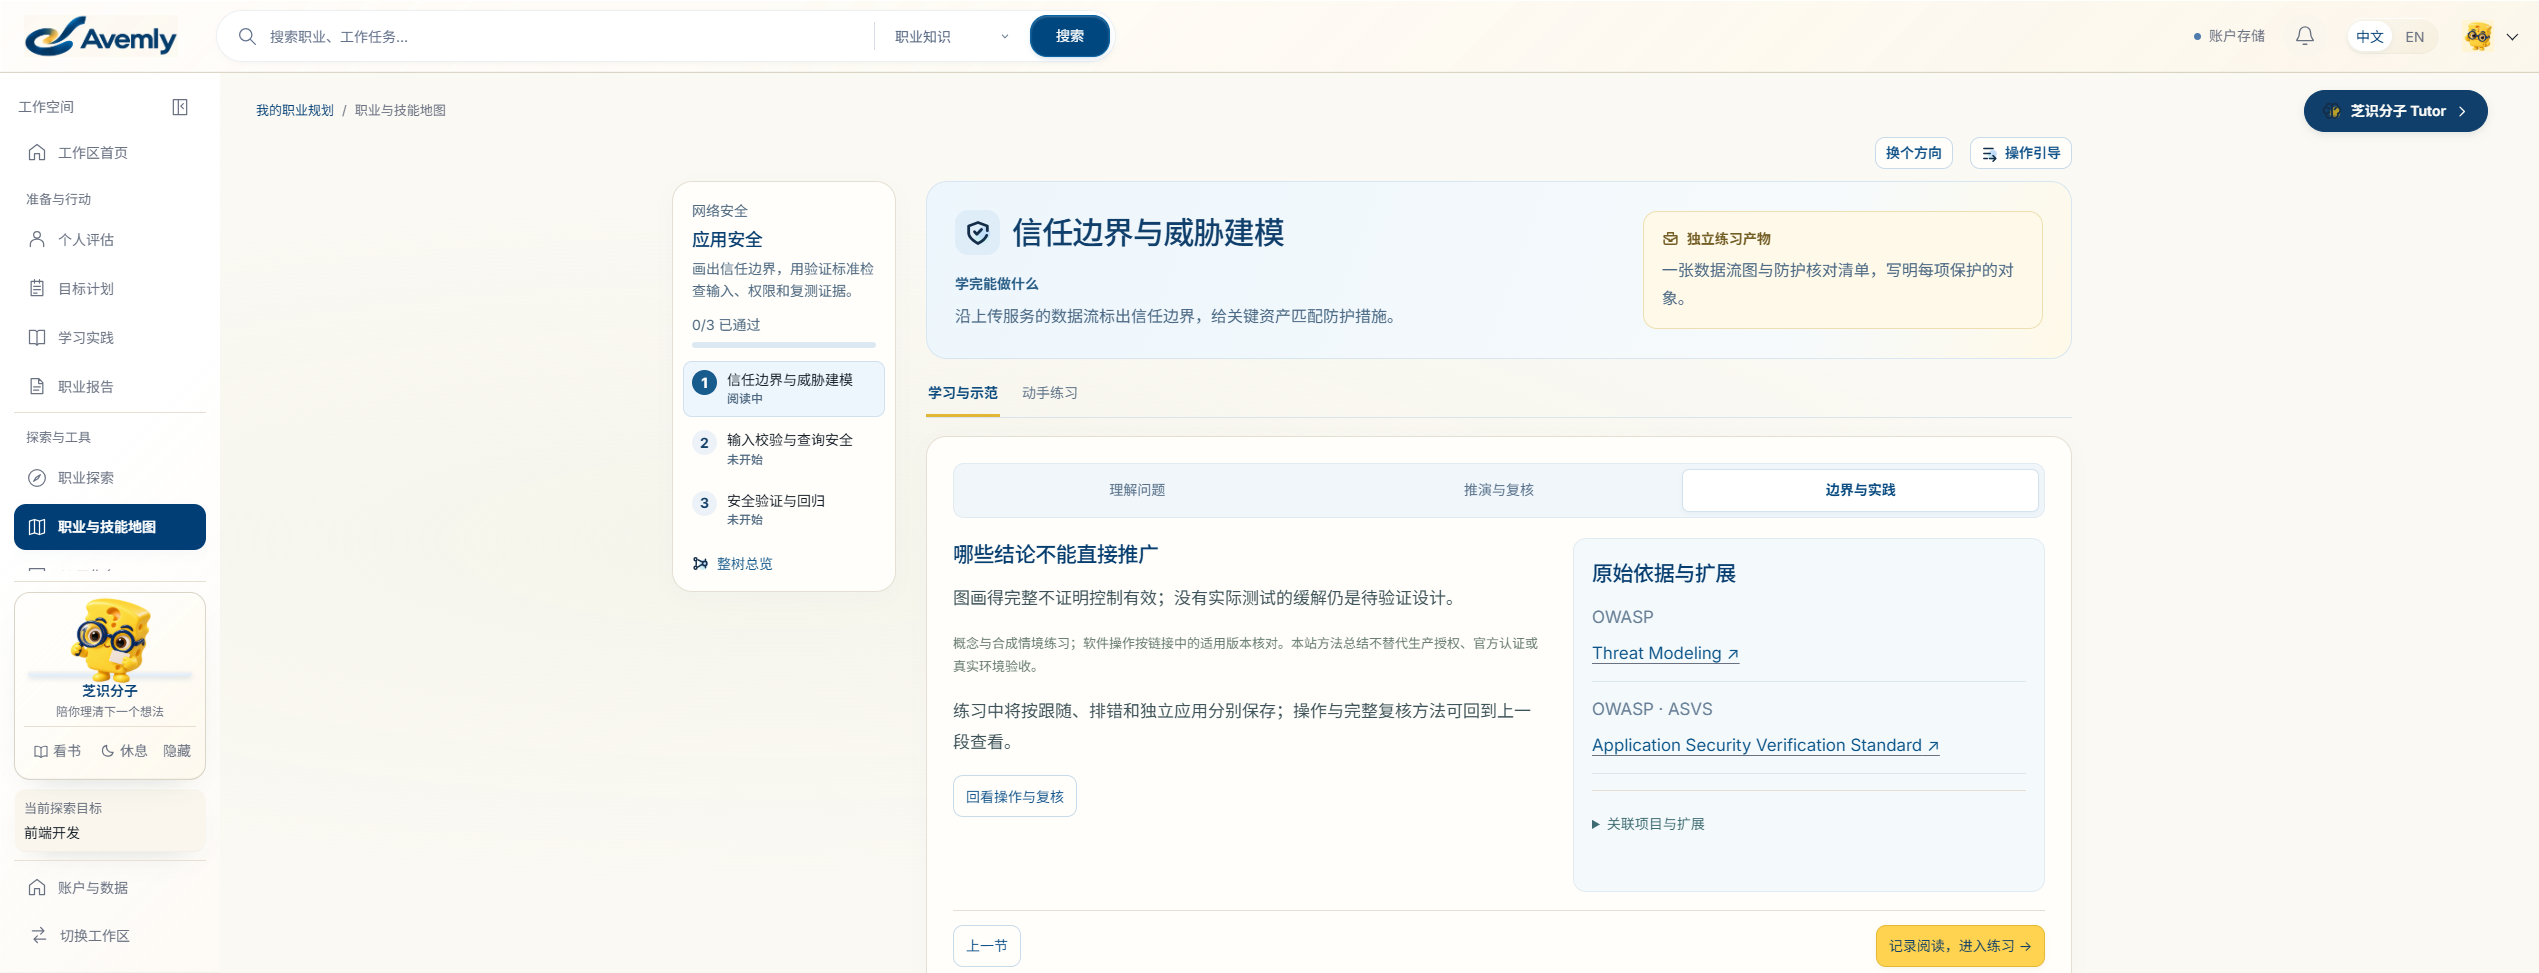 Avemly
搜索职业、工作任务...
职业知识
搜索
账户存储
中文
EN
工作空间
工作区首页
准备与行动
个人评估
目标计划
学习实践
职业报告
探索与工具
职业探索
职业与技能地图
芝识分子
陪你理清下一个想法
看书
休息
隐藏
当前探索目标
前端开发
账户与数据
切换工作区
我的职业规划 / 职业与技能地图
芝识分子 Tutor
换个方向
操作引导
网络安全
应用安全
画出信任边界，用验证标准检
查输入、权限和复测证据。
0/3 已通过
1 信任边界与威胁建模
阅读中
2 输入校验与查询安全
未开始
3 安全验证与回归
未开始
整树总览
信任边界与威胁建模
学完能做什么
沿上传服务的数据流标出信任边界，给关键资产匹配防护措施。
独立练习产物
一张数据流图与防护核对清单，写明每项保护的对
象。
学习与示范
动手练习
理解问题
推演与复核
边界与实践
哪些结论不能直接推广
图画得完整不证明控制有效；没有实际测试的缓解仍是待验证设计。
概念与合成情境练习；软件操作按链接中的适用版本核对。本站方法总结不替代生产授权、官方认证或
真实环境验收。
练习中将按跟随、排错和独立应用分别保存；操作与完整复核方法可回到上一
段查看。
回看操作与复核
原始依据与扩展
OWASP
Threat Modeling ↗
OWASP · ASVS
Application Security Verification Standard ↗
▶ 关联项目与扩展
上一节
记录阅读，进入练习 →